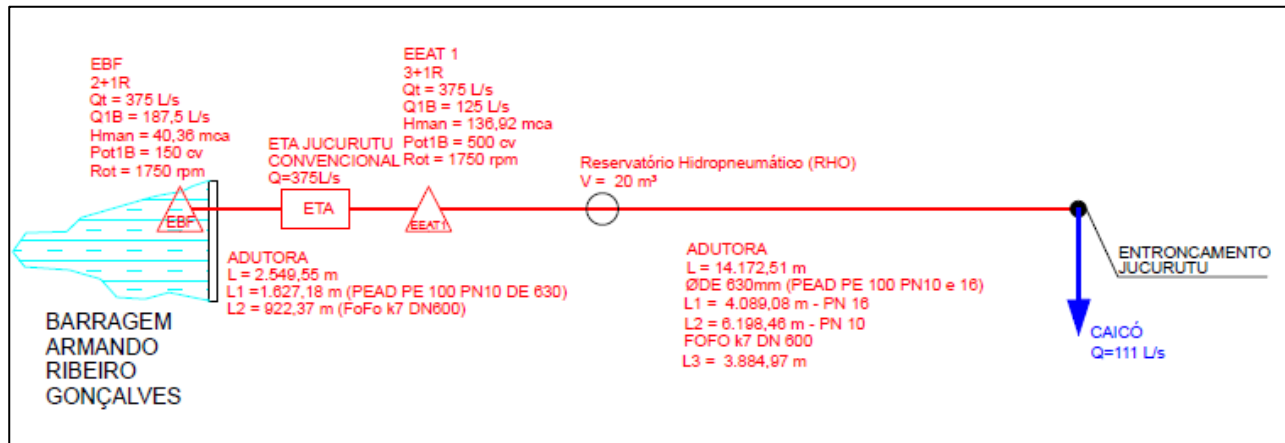 EBF
2+1R
Qt = 375 L/s
Q1B = 187,5 L/s
Hman = 40,36 mca
Pot1B = 150 cv
Rot = 1750 rpm
ETA JUCURUTU
CONVENCIONAL
Q=375L/s
EEAT 1
3+1R
Qt = 375 L/s
Q1B = 125 L/s
Hman = 136,92 mca
Pot1B = 500 cv
Rot = 1750 rpm
Reservatório Hidropneumático (RHO)
V = 20 m³
EBF
ETA
EEAT1
ADUTORA
L = 2.549,55 m
L1 =1.627,18 m (PEAD PE 100 PN10 DE 630)
L2 = 922,37 m (FoFo k7 DN600)
ADUTORA
L = 14.172,51 m
ØDE 630mm (PEAD PE 100 PN10 e 16)
L1 = 4.089,08 m - PN 16
L2 = 6.198,46 m - PN 10
FOFO k7 DN 600
L3 = 3.884,97 m
ENTRONCAMENTO
JUCURUTU
CAICÓ
Q=111 L/s
BARRAGEM
ARMANDO
RIBEIRO
GONÇALVES